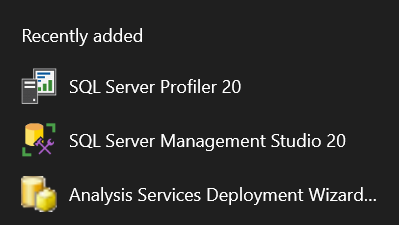 Recently added
SQL Server Profiler 20
SQL Server Management Studio 20
Analysis Services Deployment Wizard...